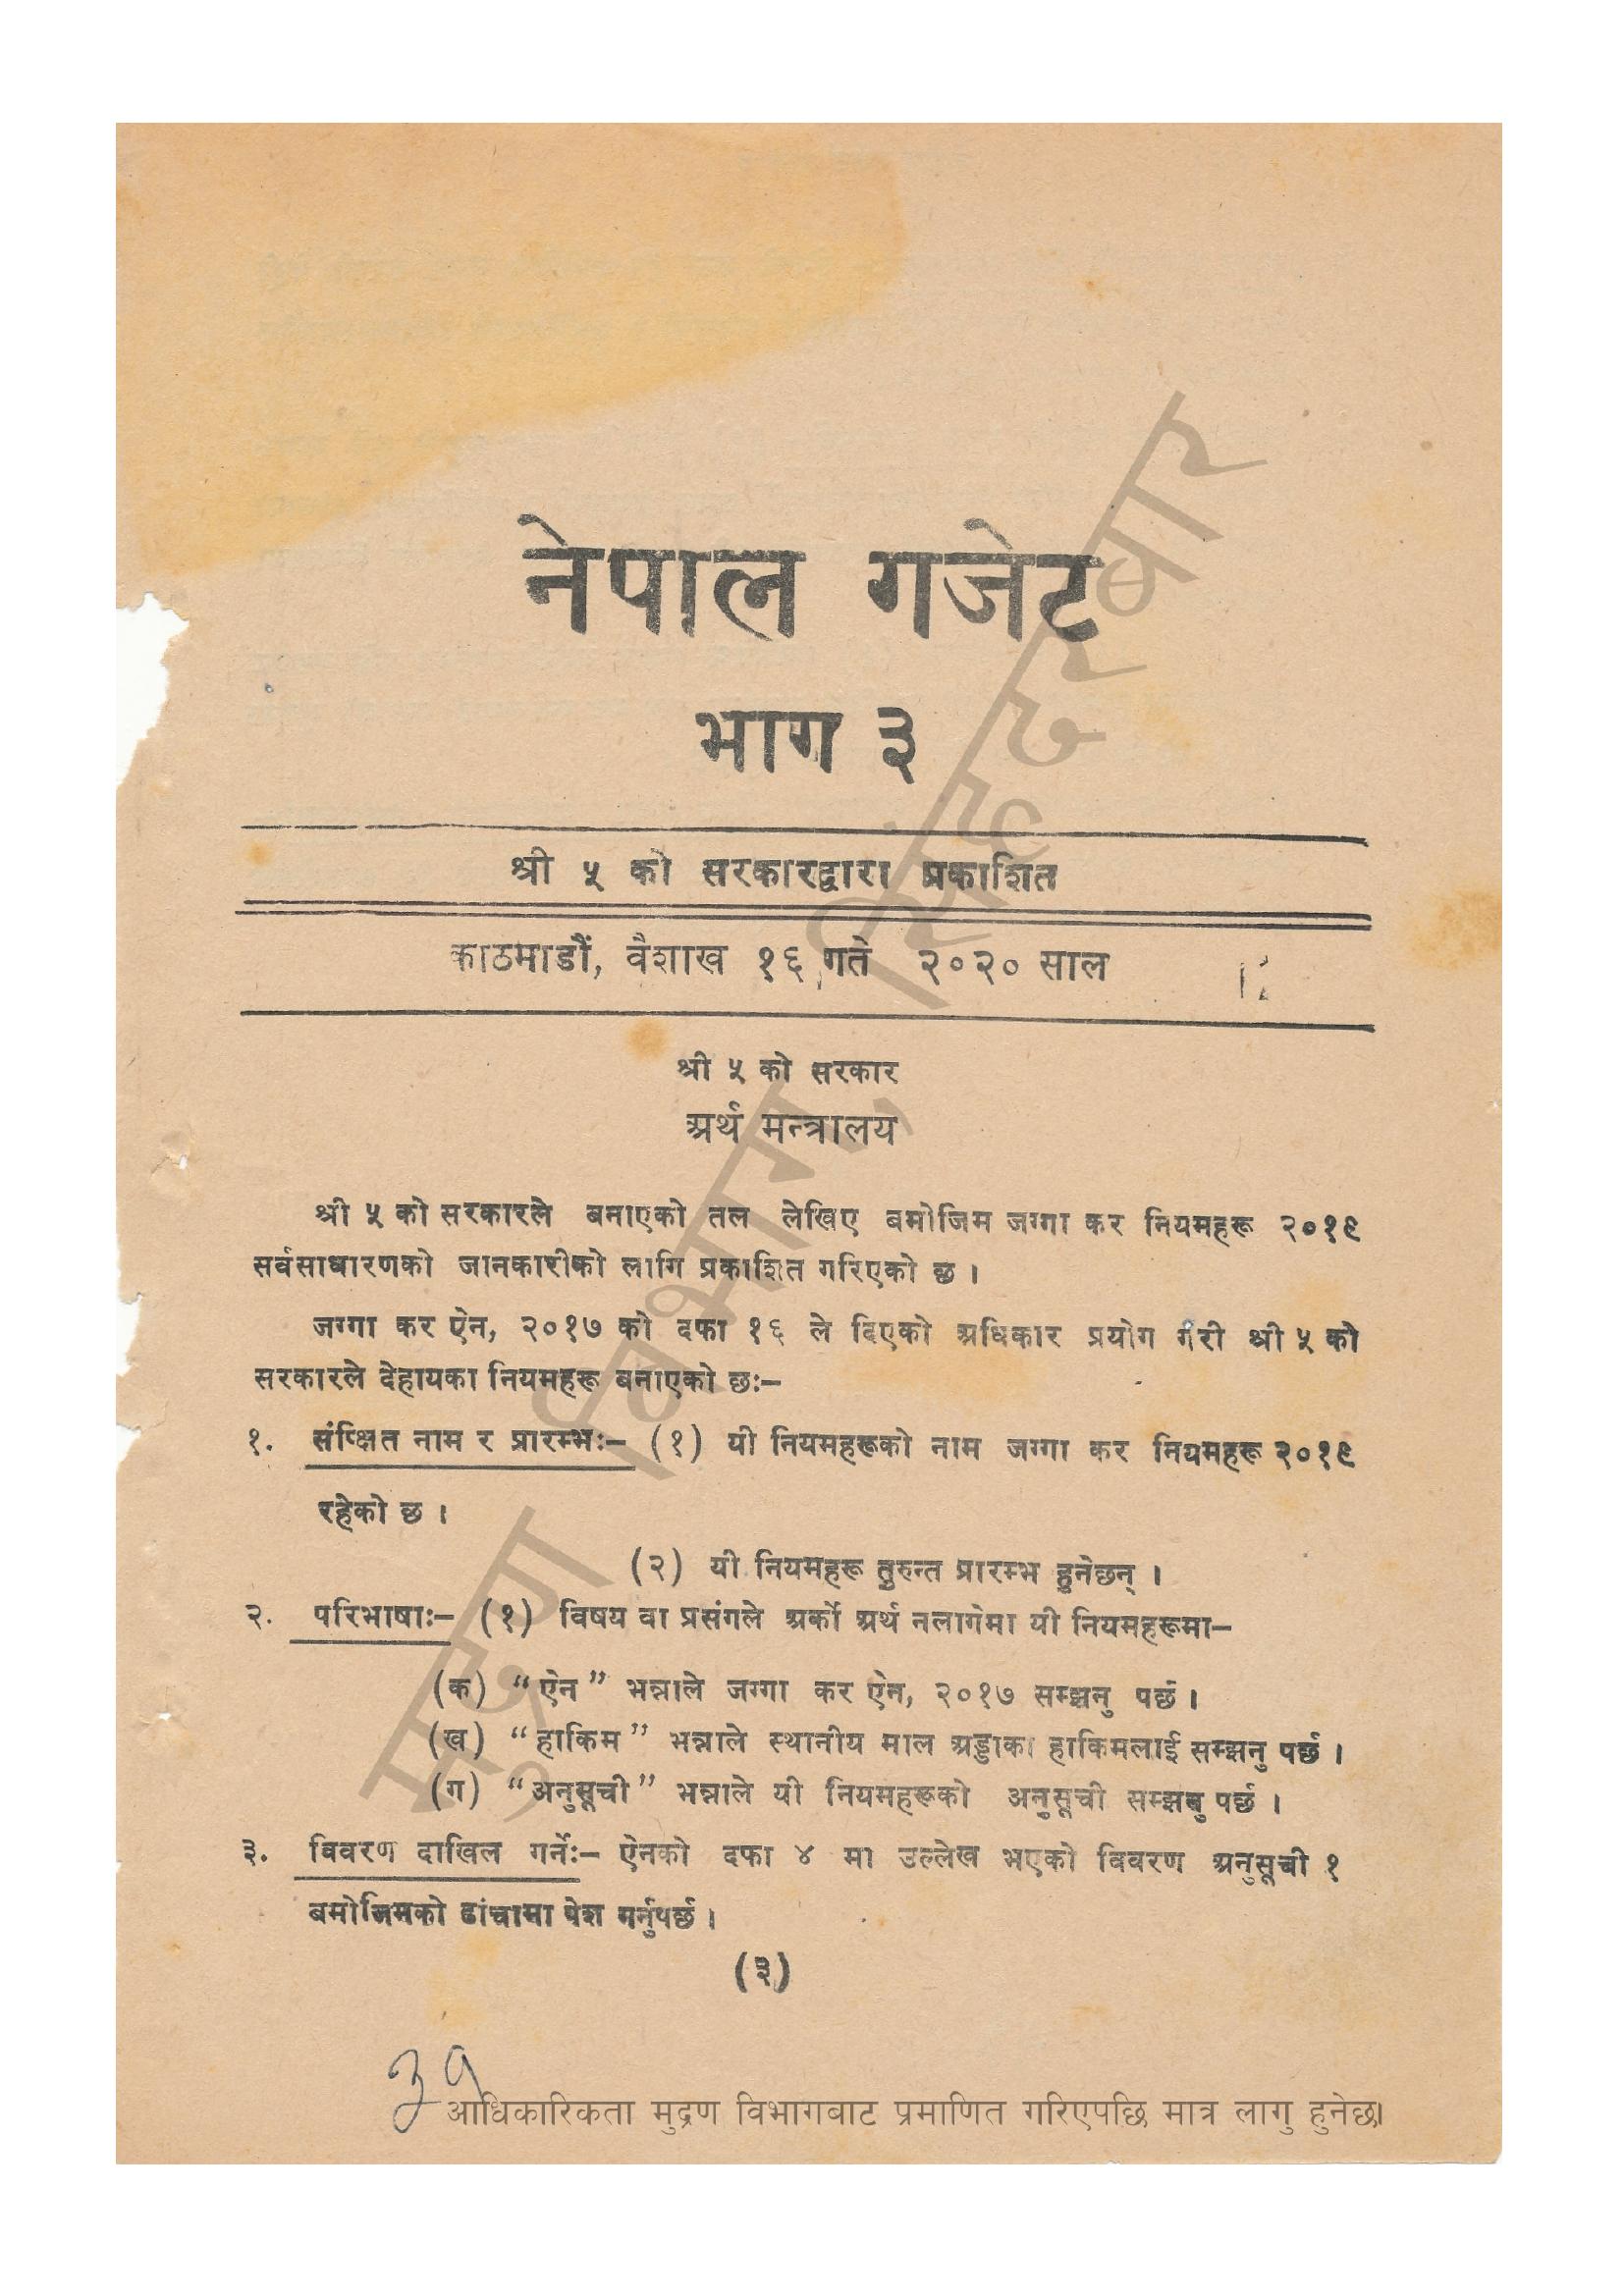 नेपाल गजेट
भाग ३
श्री ५ को सरकारद्वारा प्रकाशित
काठमाडौं, वैशाख १६ गते २०२० साल
श्री ५ को सरकार
अर्थ मन्त्रालय
श्री ५ को सरकारले बनाएको तल लेखिए बमोजिम जग्गा कर नियमहरू २०१९
सर्वसाधारणको जानकारीको लागि प्रकाशित गरिएको छ ।
जग्गा कर ऐन, २०१७ को दफा १६ ले दिएको अधिकार प्रयोग गरी श्री ५ को
सरकारले देहायका नियमहरू बनाएको छः–
१. संक्षित नाम र प्रारम्भः– (१) यी नियमहरूको नाम जग्गा कर नियमहरू २०१९
रहेको छ ।
(२) यी नियमहरू तुरुन्त प्रारम्भ हुनेछन् ।
२. परिभाषाः– (१) विषय वा प्रसंगले अर्को अर्थ नलागेमा यी नियमहरूमा–
(क) “ऐन” भन्नाले जग्गा कर ऐन, २०१७ सम्झनु पर्छ ।
(ख) “हाकिम” भन्नाले स्थानीय माल अड्डाका हाकिमलाई सम्झनु पर्छ ।
(ग) “अनुसूची” भन्नाले यी नियमहरूको अनुसूची सम्झनु पर्छ ।
३. विवरण दाखिल गर्नेः– ऐनको दफा ४ मा उल्लेख भएको विवरण अनुसूची १
बमोजिमको ढांचामा पेश गर्नुपर्छ ।
(३)
३१
आधिकारिकता मुद्रण विभागबाट प्रमाणित गरिएपछि मात्र लागु हुनेछ।
मुद्रण विभाग, सिंहदरबार